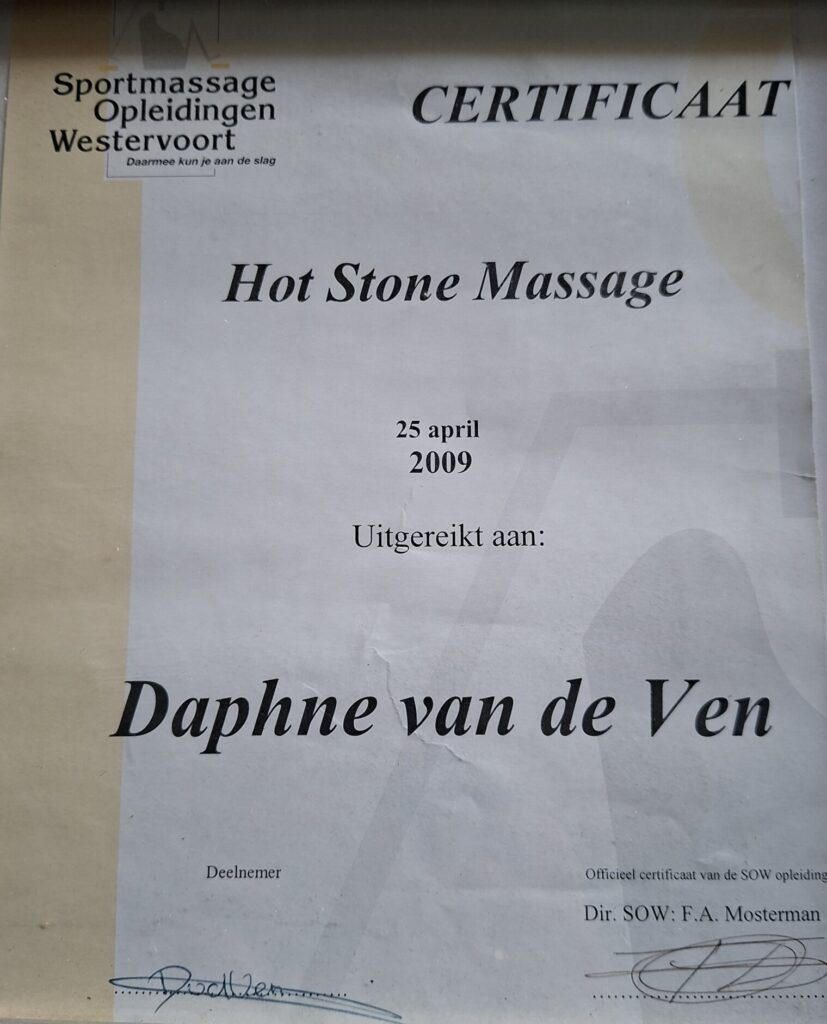 Sportmassage
Opleidingen
Westervoort
Daarmee kun je aan de slag
CERTIFICAAT
Hot Stone Massage
25 april
2009
Uitgereikt aan:
Daphne van de Ven
Deelnemer
Officieel certificaat van de SOW opleiding
Dir. SOW: F.A. Mosterman